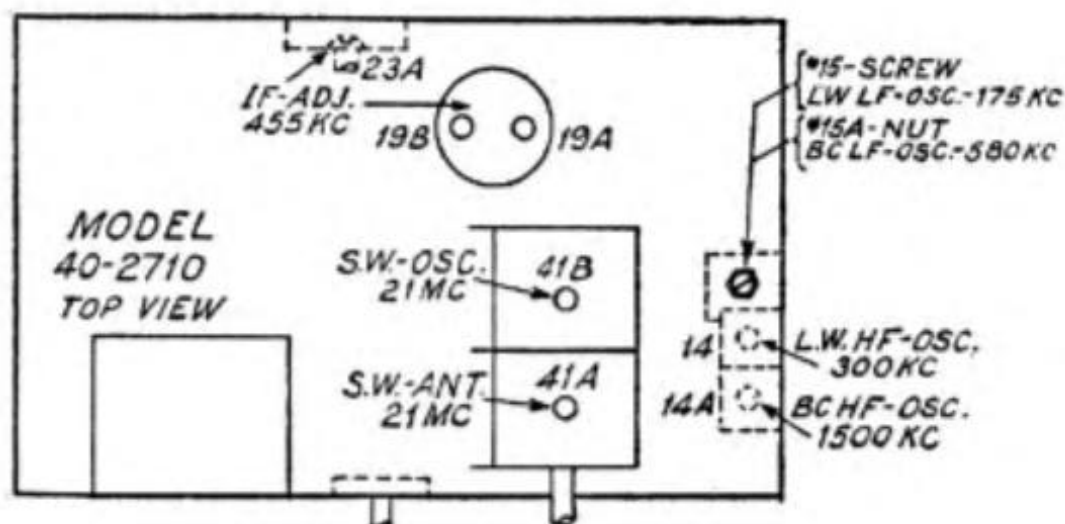 23A
IF-ADJ.
455 KC
19B
19A
#15-SCREW
LW LF-OSC.-175 KC
#15A-NUT
BC LF-OSC.-580 KC
MODEL
40-2710
TOP VIEW
S.W.-OSC.
21 MC
41B
S.W.-ANT.
21 MC
41A
14
L.W. HF-OSC.
300 KC
14A
BC HF-OSC.
1500 KC